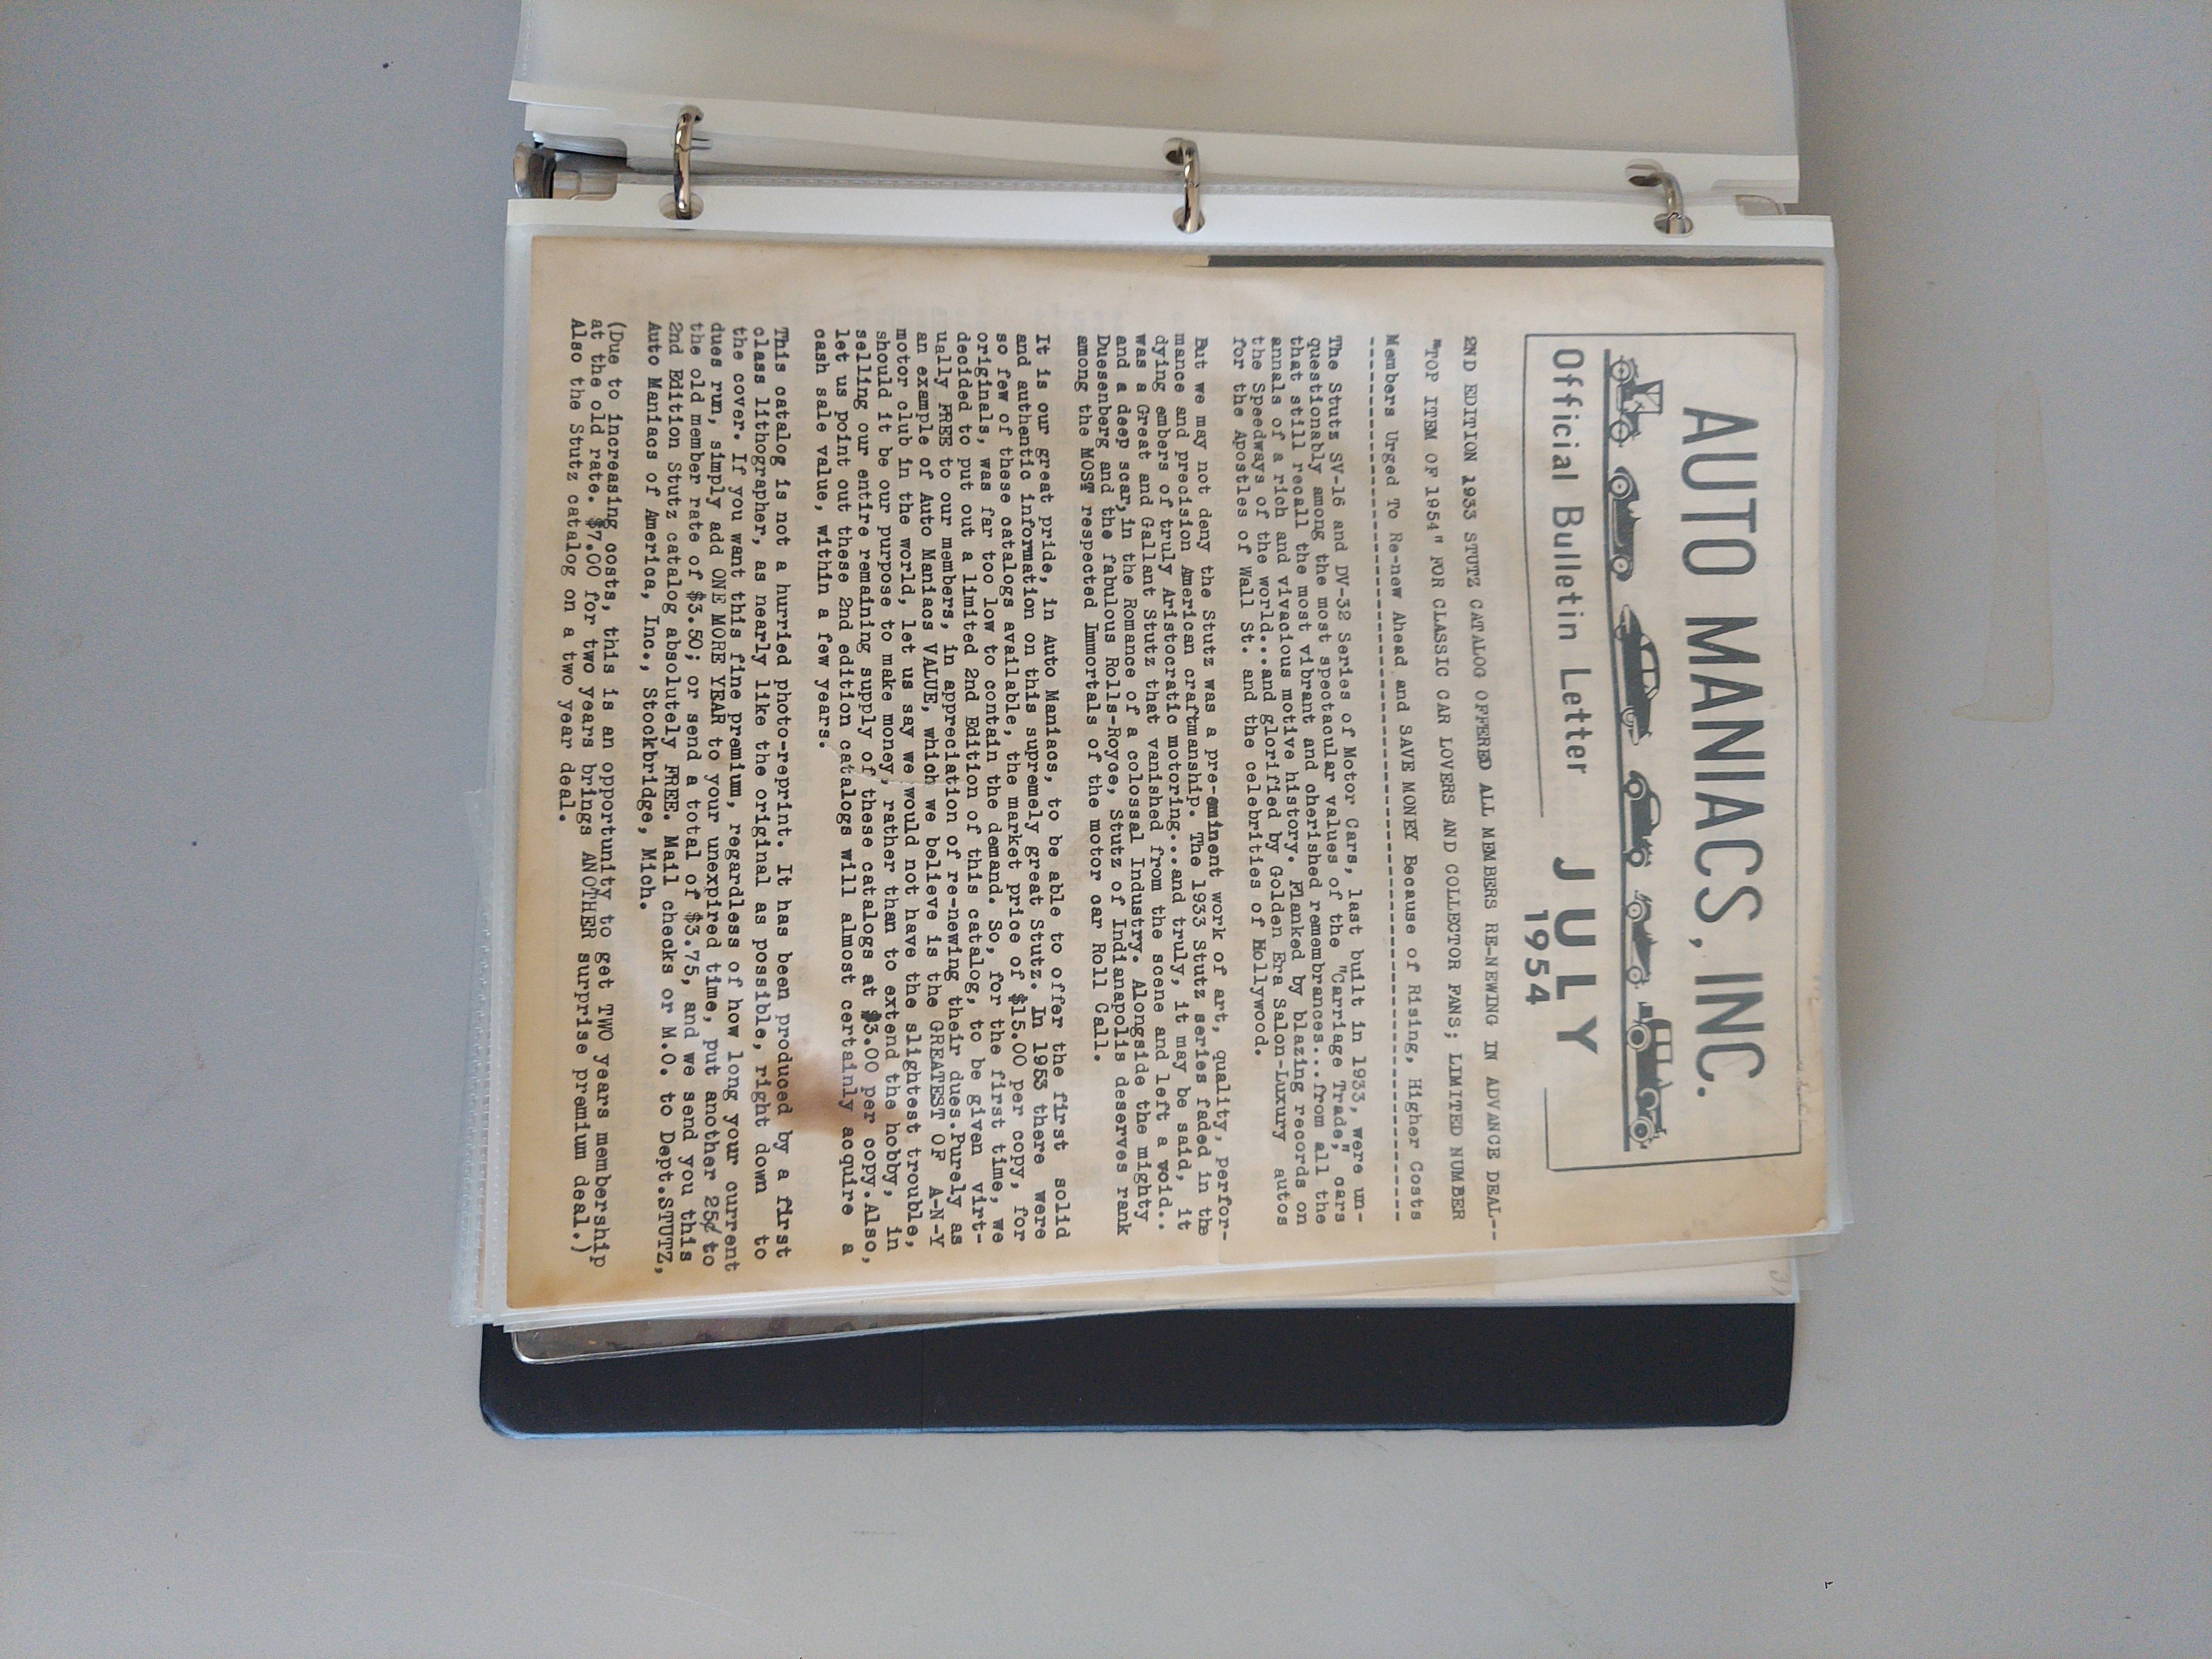 AUTO MANIACS, INC.
Official Bulletin Letter JULY
1954
2ND EDITION 1933 STUTZ CATALOG OFFERED ALL MEMBERS RE-NEWING IN ADVANCE DEAL--
"TOP ITEM OF 1954" FOR CLASSIC CAR LOVERS AND COLLECTOR FANS; LIMITED NUMBER
Members Urged To Re-new Ahead and SAVE MONEY Because of Rising, Higher Costs
The Stutz SV-16 and DV-32 Series of Motor Cars, last built in 1933, were un-
questionably among the most spectacular values of the "Carriage Trade," cars
that still recall the most vibrant and cherished remembrances...from all the
annals of a rich and vivacious motive history. Flanked by blazing records on
the Speedways of the world...and glorified by Golden Era Salon-Luxury autos
for the Apostles of Wall St. and the celebrities of Hollywood.
But we may not deny the Stutz was a pre-eminent work of art, quality, perfor-
mance and precision American craftmanship. The 1933 Stutz series faded in the
dying embers of truly Aristocratic motoring...and truly, it may be said, it
was a Great and Gallant Stutz that vanished from the scene and left a void..
and a deep scar, in the Romance of a colossal Industry. Alongside the mighty
Duesenberg and the fabulous Rolls-Royce, Stutz of Indianapolis deserves rank
among the MOST respected Immortals of the motor car Roll Call.
It is our great pride, in Auto Maniacs, to be able to offer the first solid
and authentic information on this supremely great Stutz. In 1953 there were
so few of these catalogs available, the market price of $15.00 per copy, for
originals, was far too low to contain the demand. So, for the first time, we
decided to put out a limited 2nd Edition of this catalog, to be given virt-
ually FREE to our members, in appreciation of re-newing their dues.Purely as
an example of Auto Maniacs VALUE, which we believe is the GREATEST OF A-N-Y
motor club in the world, let us say we would not have the slightest trouble,
should it be our purpose to make money, rather than to extend the hobby, in
selling our entire remaining supply of these catalogs at $3.00 per copy.Also,
let us point out these 2nd edition catalogs will almost certainly acquire a
cash sale value, within a few years.
This catalog is not a hurried photo-reprint. It has been produced by a first
class lithographer, as nearly like the original as possible, right down to
the cover. If you want this fine premium, regardless of how long your current
dues run, simply add ONE MORE YEAR to your unexpired time, put another 25¢ to
the old member rate of $3.50; or send a total of $3.75, and we send you this
2nd Edition Stutz catalog absolutely FREE. Mail checks or M.O. to Dept.STUTZ,
Auto Maniacs of America, Inc., Stockbridge, Mich.
(Due to increasing costs, this is an opportunity to get TWO years membership
at the old rate. $7.00 for two years brings ANOTHER surprise premium deal.)
Also the Stutz catalog on a two year deal.